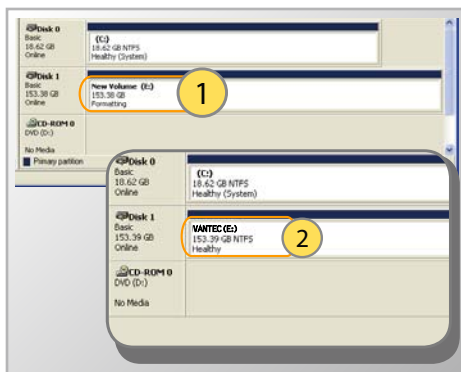 Disk 0
Basic
18.62 GB
Online
(C:)
18.62 GB NTFS
Healthy (System)
Disk 1
Basic
153.38 GB
Online
New Volume (E:)
153.38 GB
Formatting
1
CD-ROM 0
DVD (D:)
No Media
Primary partition
Disk 0
Basic
18.62 GB
Online
(C:)
18.62 GB NTFS
Healthy (System)
Disk 1
Basic
153.39 GB
Online
VANTEC (E:)
153.39 GB NTFS
Healthy
2
CD-ROM 0
DVD (D:)
No Media